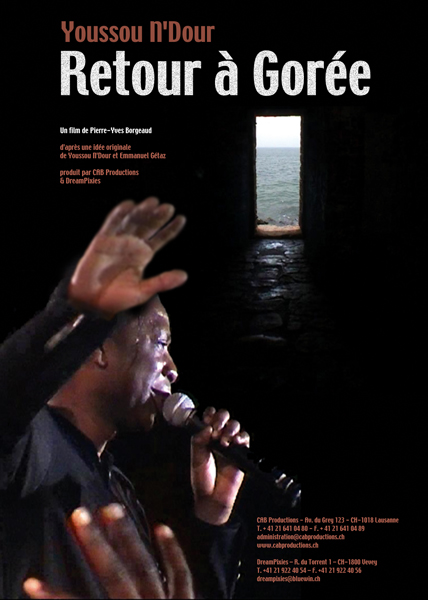 Youssou N'Dour
Retour à Gorée
Un film de Pierre-Yves Borgeaud
d'après une idée originale
de Youssou N'Dour et Emmanuel Gétaz
produit par CAB Productions
& DreamPixies
CAB Productions - Av. du Grey 123 - CH-1018 Lausanne
T. + 41 21 641 04 80 - F. + 41 21 641 04 89
administration@cabproductions.ch
www.cabproductions.ch
DreamPixies - R. du Torrent 1 - CH-1800 Vevey
T. +41 21 922 40 54 - F. +41 21 922 40 56
dreampixies@bluewin.ch